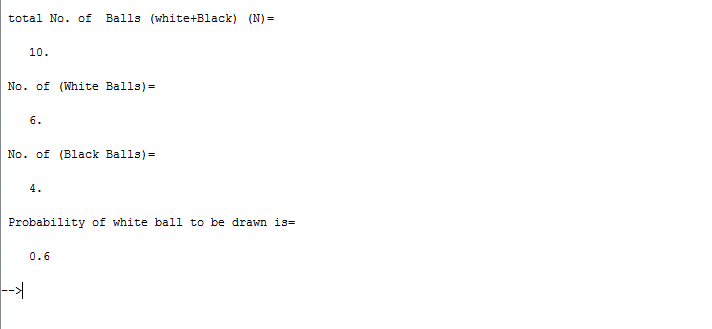 total No. of  Balls (white+Black) (N)=
10.
No. of (White Balls)=
6.
No. of (Black Balls)=
4.
Probability of white ball to be drawn is=
0.6
-->